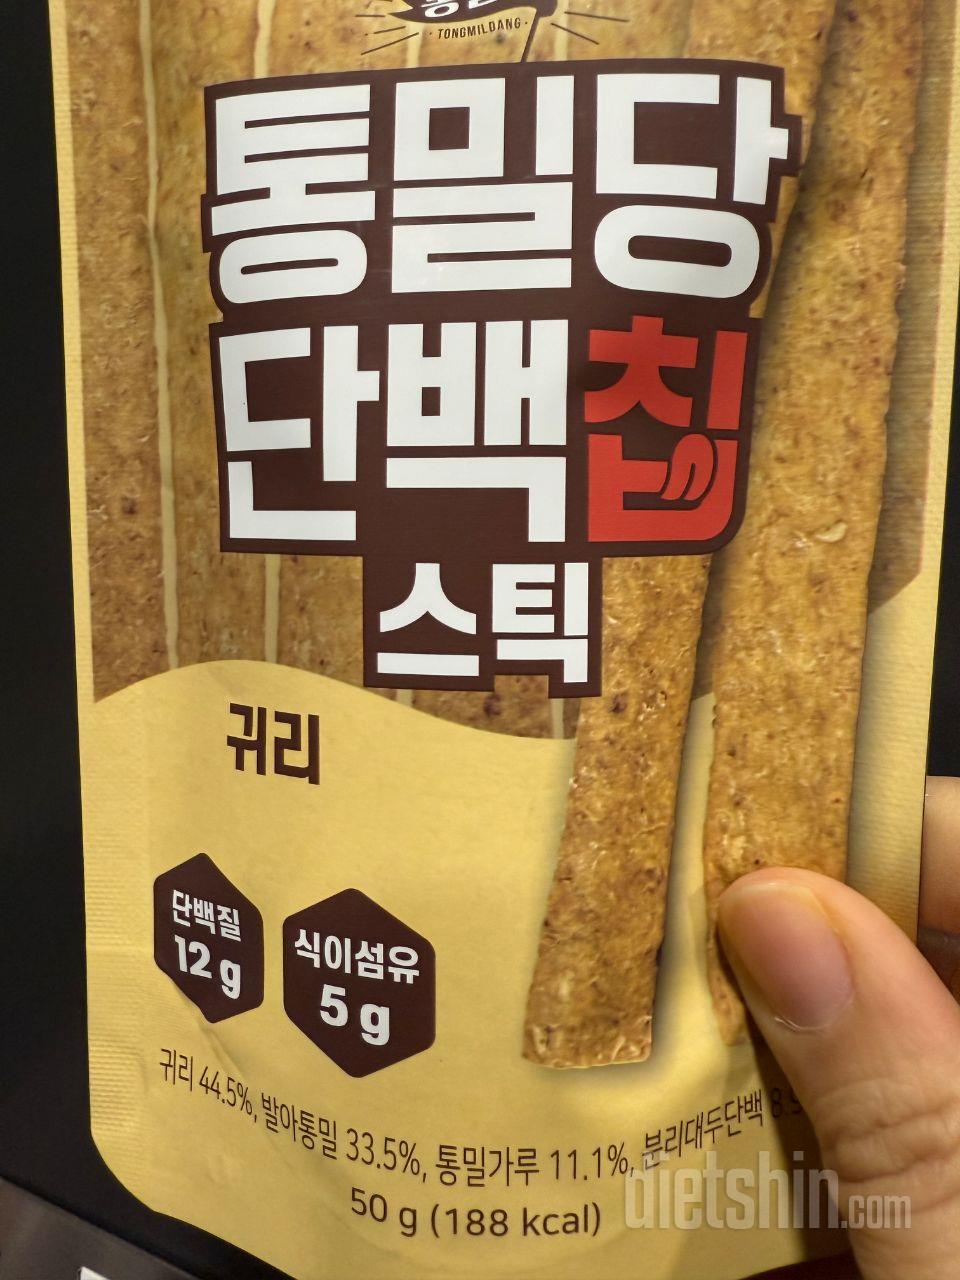 · TONGMILDANG ·
통밀당
단백칩
스틱
귀리
단백질
12 g
식이섬유
5 g
귀리 44.5%, 발아통밀 33.5%, 통밀가루 11.1%, 분리대두단백
50 g (188 kcal)
dietshin.com